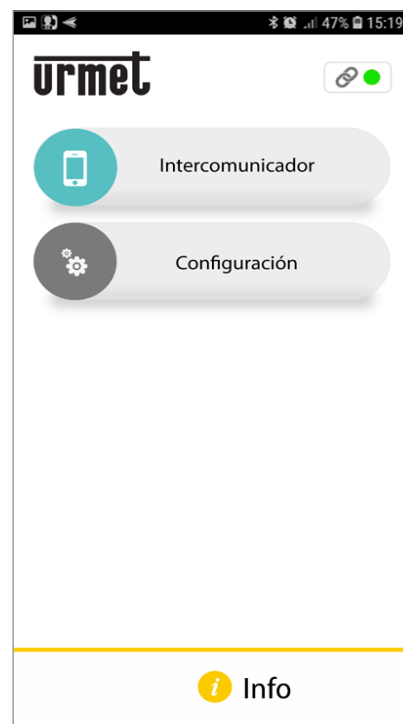 47% 15:19
urmet
Intercomunicador
Configuración
i Info